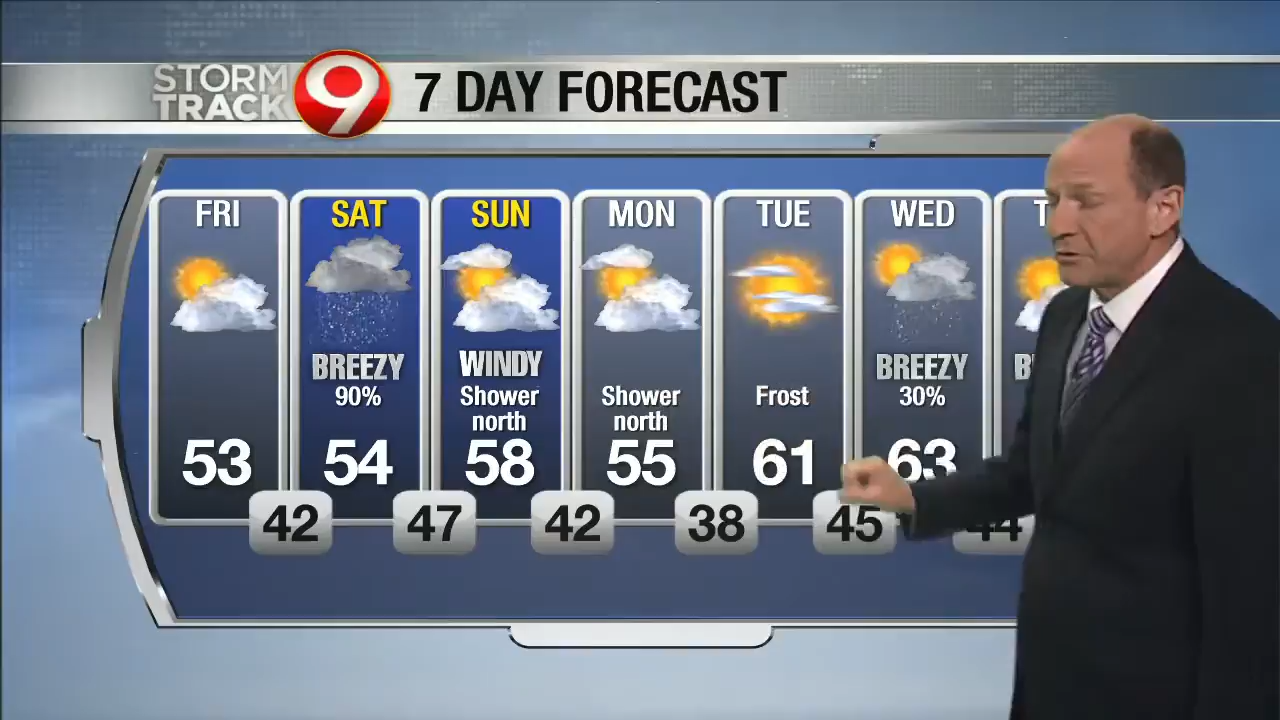 STORM
TRACK
9
7 DAY FORECAST
FRI
SAT
SUN
MON
TUE
WED
T
BREEZY
90%
WINDY
Shower
north
Shower
north
Frost
BREEZY
30%
B
53
54
58
55
61
63
42
47
42
38
45
44